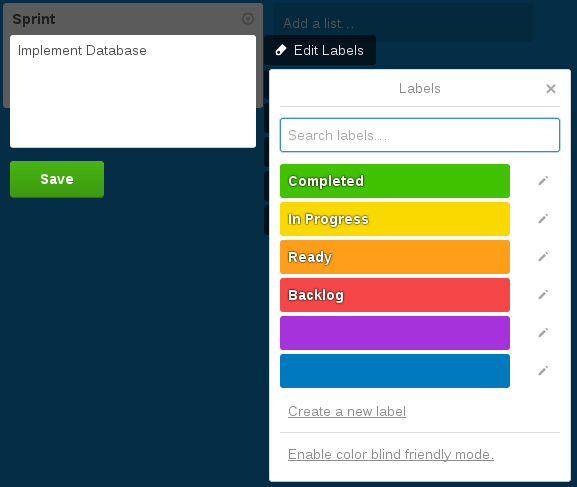 Sprint
Add a list...
Implement Database
Edit Labels
Labels
Search labels...
Save
Completed
In Progress
Ready
Backlog
Create a new label
Enable color blind friendly mode.